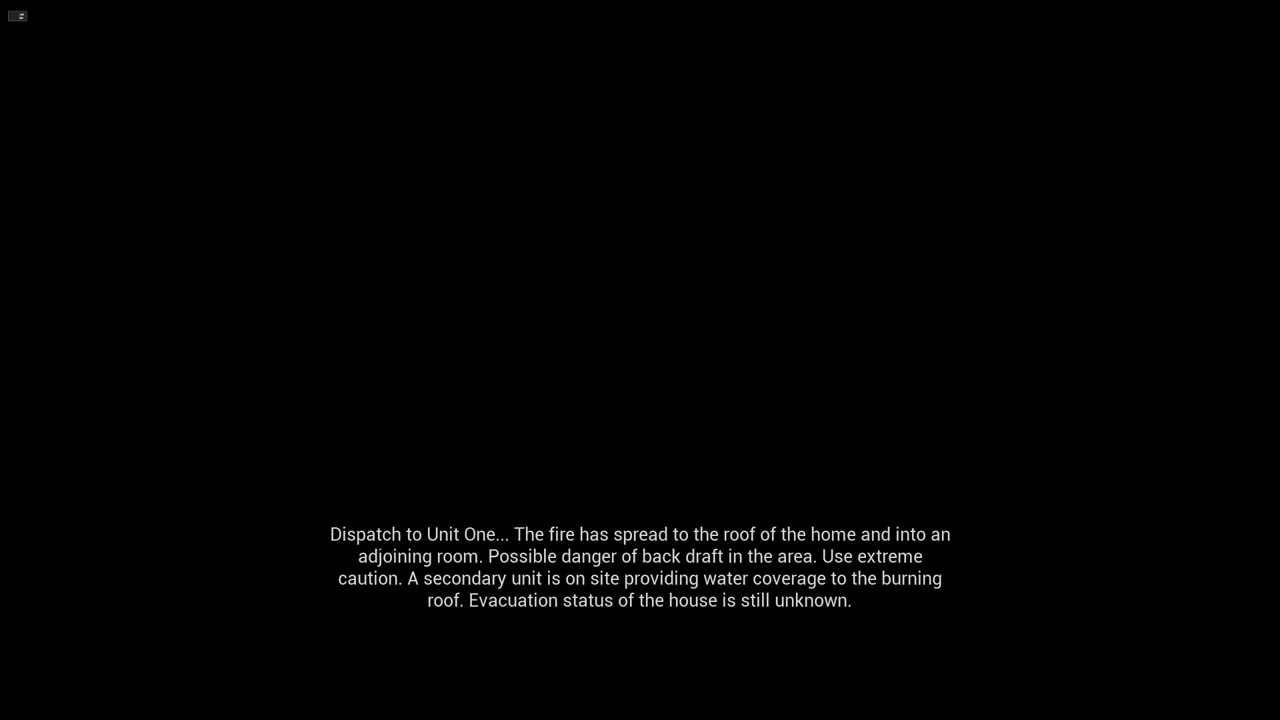 Dispatch to Unit One... The fire has spread to the roof of the home and into an
adjoining room. Possible danger of back draft in the area. Use extreme
caution. A secondary unit is on site providing water coverage to the burning
roof. Evacuation status of the house is still unknown.